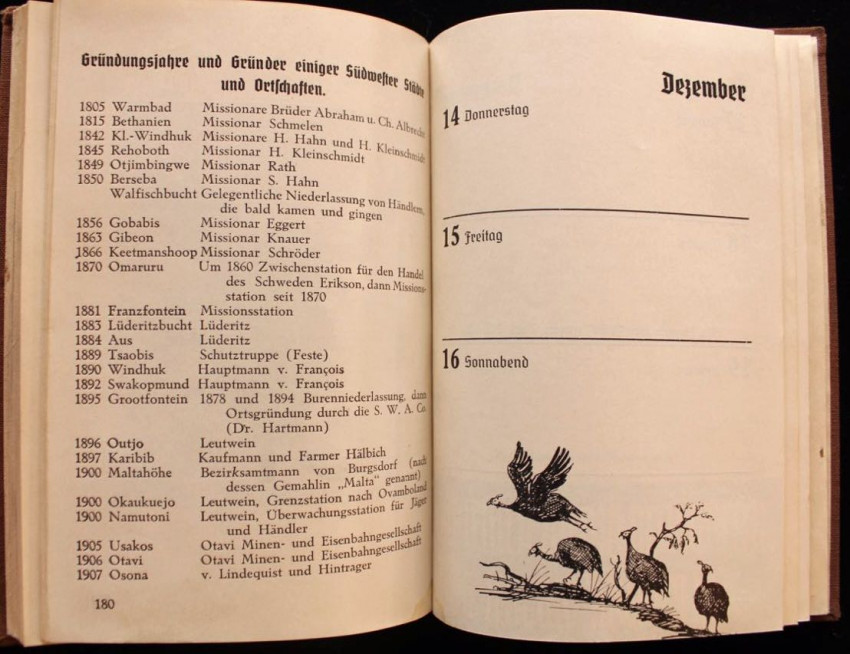 Gründungsjahre und Gründer einiger Südwester Städte
und Ortschaften.
1805 Warmbad Missionare Brüder Abraham u. Ch. Albrecht
1815 Bethanien Missionar Schmelen
1842 Kl.-Windhuk Missionare H. Hahn und H. Kleinschmidt
1845 Rehoboth Missionar H. Kleinschmidt
1849 Otjimbingwe Missionar Rath
1850 Berseba Missionar S. Hahn
Walfischbucht Gelegentliche Niederlassung von Händlern,
die bald kamen und gingen
1856 Gobabis Missionar Eggert
1863 Gibeon Missionar Knauer
1866 Keetmanshoop Missionar Schröder
1870 Omaruru Um 1860 Zwischenstation für den Handel
des Schweden Erikson, dann Missions-
station seit 1870
1881 Franzfontein Missionsstation
1883 Lüderitzbucht Lüderitz
1884 Aus Lüderitz
1889 Tsaobis Schutztruppe (Feste)
1890 Windhuk Hauptmann v. François
1892 Swakopmund Hauptmann v. François
1895 Grootfontein 1878 und 1894 Burenniederlassung, dann
Ortsgründung durch die S. W. A. Co.
(Dr. Hartmann)
1896 Outjo Leutwein
1897 Karibib Kaufmann und Farmer Hälbich
1900 Maltahöhe Bezirksamtmann von Burgsdorf (nach
dessen Gemahlin „Malta" genannt)
1900 Okaukuejo Leutwein, Grenzstation nach Ovamboland
1900 Namutoni Leutwein, Überwachungsstation für Jäger
und Händler
1905 Usakos Otavi Minen- und Eisenbahngesellschaft
1906 Otavi Otavi Minen- und Eisenbahngesellschaft
1907 Osona v. Lindequist und Hintrager
180
Dezember
14 Donnerstag
15 Freitag
16 Sonnabend